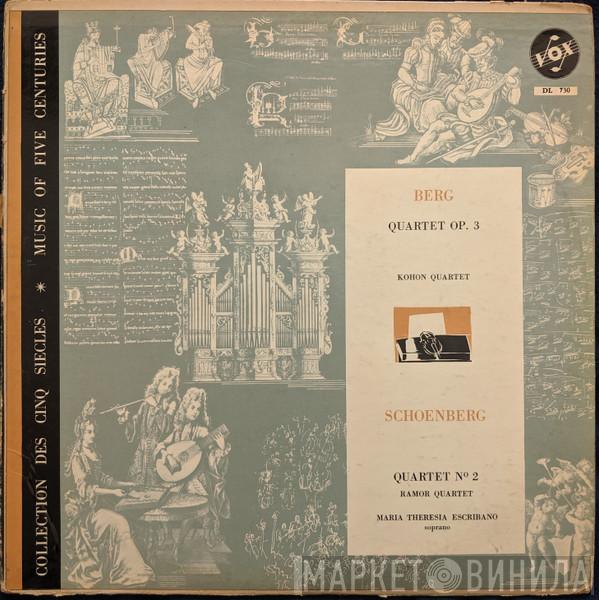 COLLECTION DES CINQ SIECLES * MUSIC OF FIVE CENTURIES
VOX
DL 730
BERG
QUARTET OP. 3
KOHON QUARTET
SCHOENBERG
QUARTET Nº 2
RAMOR QUARTET
MARIA THERESIA ESCRIBANO
soprano
МАРКЕТ ВИНИЛА